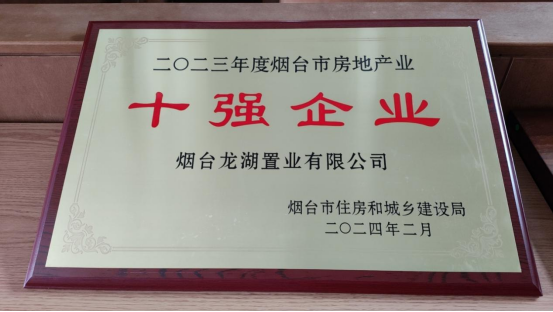 二〇二三年度烟台市房地产业
十强企业
烟台龙湖置业有限公司
烟台市住房和城乡建设局
二〇二四年二月